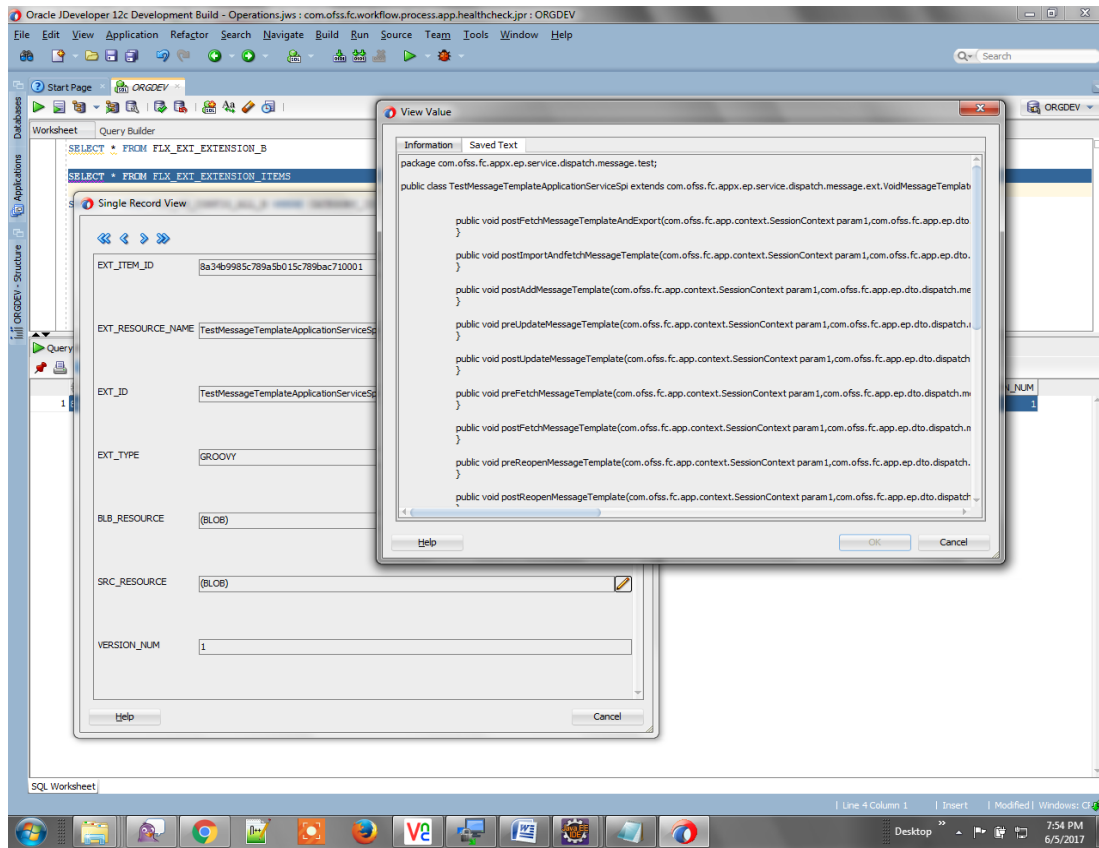 Oracle JDeveloper 12c Development Build - Operations.jws : com.ofss.fc.workflow.process.app.healthcheck.jpr : ORGDEV
File Edit View Application Refactor Search Navigate Build Run Source Team Tools Window Help
Search
Start Page
ORGDEV
ORGDEV
Databases
Applications
ORGDEV - Structure
Worksheet Query Builder
SELECT * FROM FLX_EXT_EXTENSION_B
SELECT * FROM FLX_EXT_EXTENSION_ITEMS
Single Record View
EXT_ITEM_ID 8a34b9985c789a5b015c789bac710001
EXT_RESOURCE_NAME TestMessageTemplateApplicationServiceSp
EXT_ID TestMessageTemplateApplicationServiceSp
EXT_TYPE GROOVY
BLB_RESOURCE (BLOB)
SRC_RESOURCE (BLOB)
VERSION_NUM 1
Help Cancel
Query
1
N_NUM
1
View Value
Information Saved Text
package com.ofss.fc.appx.ep.service.dispatch.message.test;
public class TestMessageTemplateApplicationServiceSpi extends com.ofss.fc.appx.ep.service.dispatch.message.ext.VoidMessageTemplat
public void postFetchMessageTemplateAndExport(com.ofss.fc.app.context.SessionContext param1,com.ofss.fc.app.ep.dto
}
public void postImportAndfetchMessageTemplate(com.ofss.fc.app.context.SessionContext param1,com.ofss.fc.app.ep.dto.
}
public void postAddMessageTemplate(com.ofss.fc.app.context.SessionContext param1,com.ofss.fc.app.ep.dto.dispatch.me
}
public void preUpdateMessageTemplate(com.ofss.fc.app.context.SessionContext param1,com.ofss.fc.app.ep.dto.dispatch.
}
public void postUpdateMessageTemplate(com.ofss.fc.app.context.SessionContext param1,com.ofss.fc.app.ep.dto.dispatch
}
public void preFetchMessageTemplate(com.ofss.fc.app.context.SessionContext param1,com.ofss.fc.app.ep.dto.dispatch.m
}
public void postFetchMessageTemplate(com.ofss.fc.app.context.SessionContext param1,com.ofss.fc.app.ep.dto.dispatch.m
}
public void preReopenMessageTemplate(com.ofss.fc.app.context.SessionContext param1,com.ofss.fc.app.ep.dto.dispatch.
}
public void postReopenMessageTemplate(com.ofss.fc.app.context.SessionContext param1,com.ofss.fc.app.ep.dto.dispatch
Help OK Cancel
SQL Worksheet
Line 4 Column 1 Insert Modified Windows: CR
Desktop
7:54 PM
6/5/2017